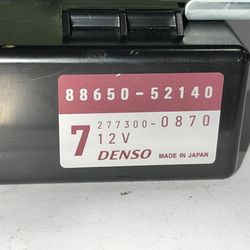 88650-52140
7 277300-0870
12V
DENSO MADE IN JAPAN